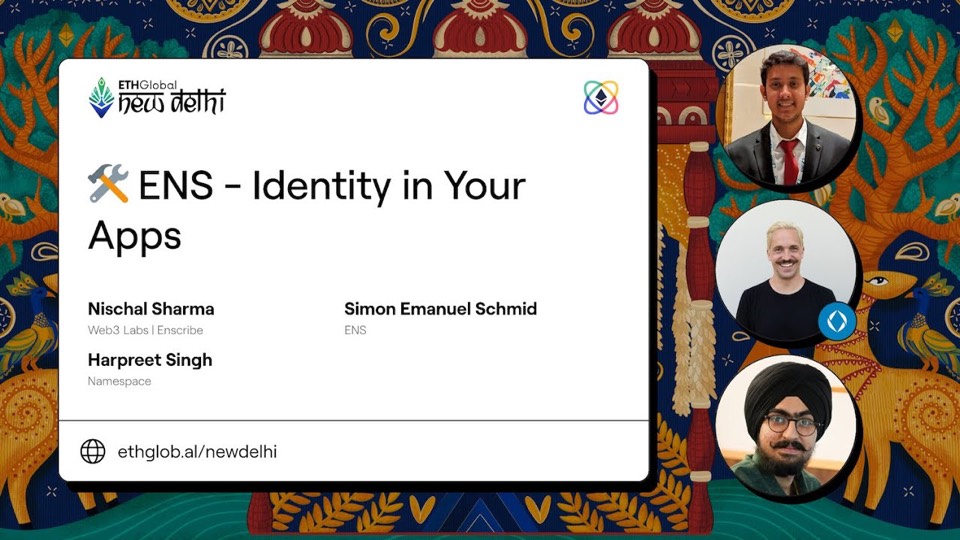 ETHGlobal
new delhi
ENS - Identity in Your
Apps
Nischal Sharma
Web3 Labs | Enscribe
Simon Emanuel Schmid
ENS
Harpreet Singh
Namespace
ethglob.al/newdelhi